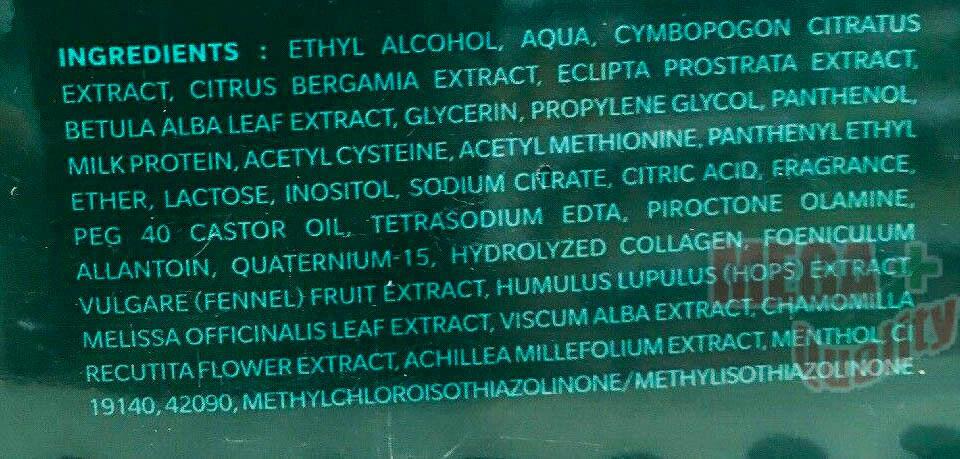 INGREDIENTS : ETHYL ALCOHOL, AQUA, CYMBOPOGON CITRATUS
EXTRACT, CITRUS BERGAMIA EXTRACT, ECLIPTA PROSTRATA EXTRACT,
BETULA ALBA LEAF EXTRACT, GLYCERIN, PROPYLENE GLYCOL, PANTHENOL,
MILK PROTEIN, ACETYL CYSTEINE, ACETYL METHIONINE, PANTHENYL ETHYL
ETHER, LACTOSE, INOSITOL, SODIUM CITRATE, CITRIC ACID, FRAGRANCE,
PEG 40 CASTOR OIL, TETRASODIUM EDTA, PIROCTONE OLAMINE,
ALLANTOIN, QUATERNIUM-15, HYDROLYZED COLLAGEN, FOENICULUM
VULGARE (FENNEL) FRUIT EXTRACT, HUMULUS LUPULUS (HOPS) EXTRACT
MELISSA OFFICINALIS LEAF EXTRACT, VISCUM ALBA EXTRACT, CHAMOMILLA
RECUTITA FLOWER EXTRACT, ACHILLEA MILLEFOLIUM EXTRACT, MENTHOL CI
19140, 42090, METHYLCHLOROISOTHIAZOLINONE/METHYLISOTHIAZOLINONE.
MEGA +
Quality